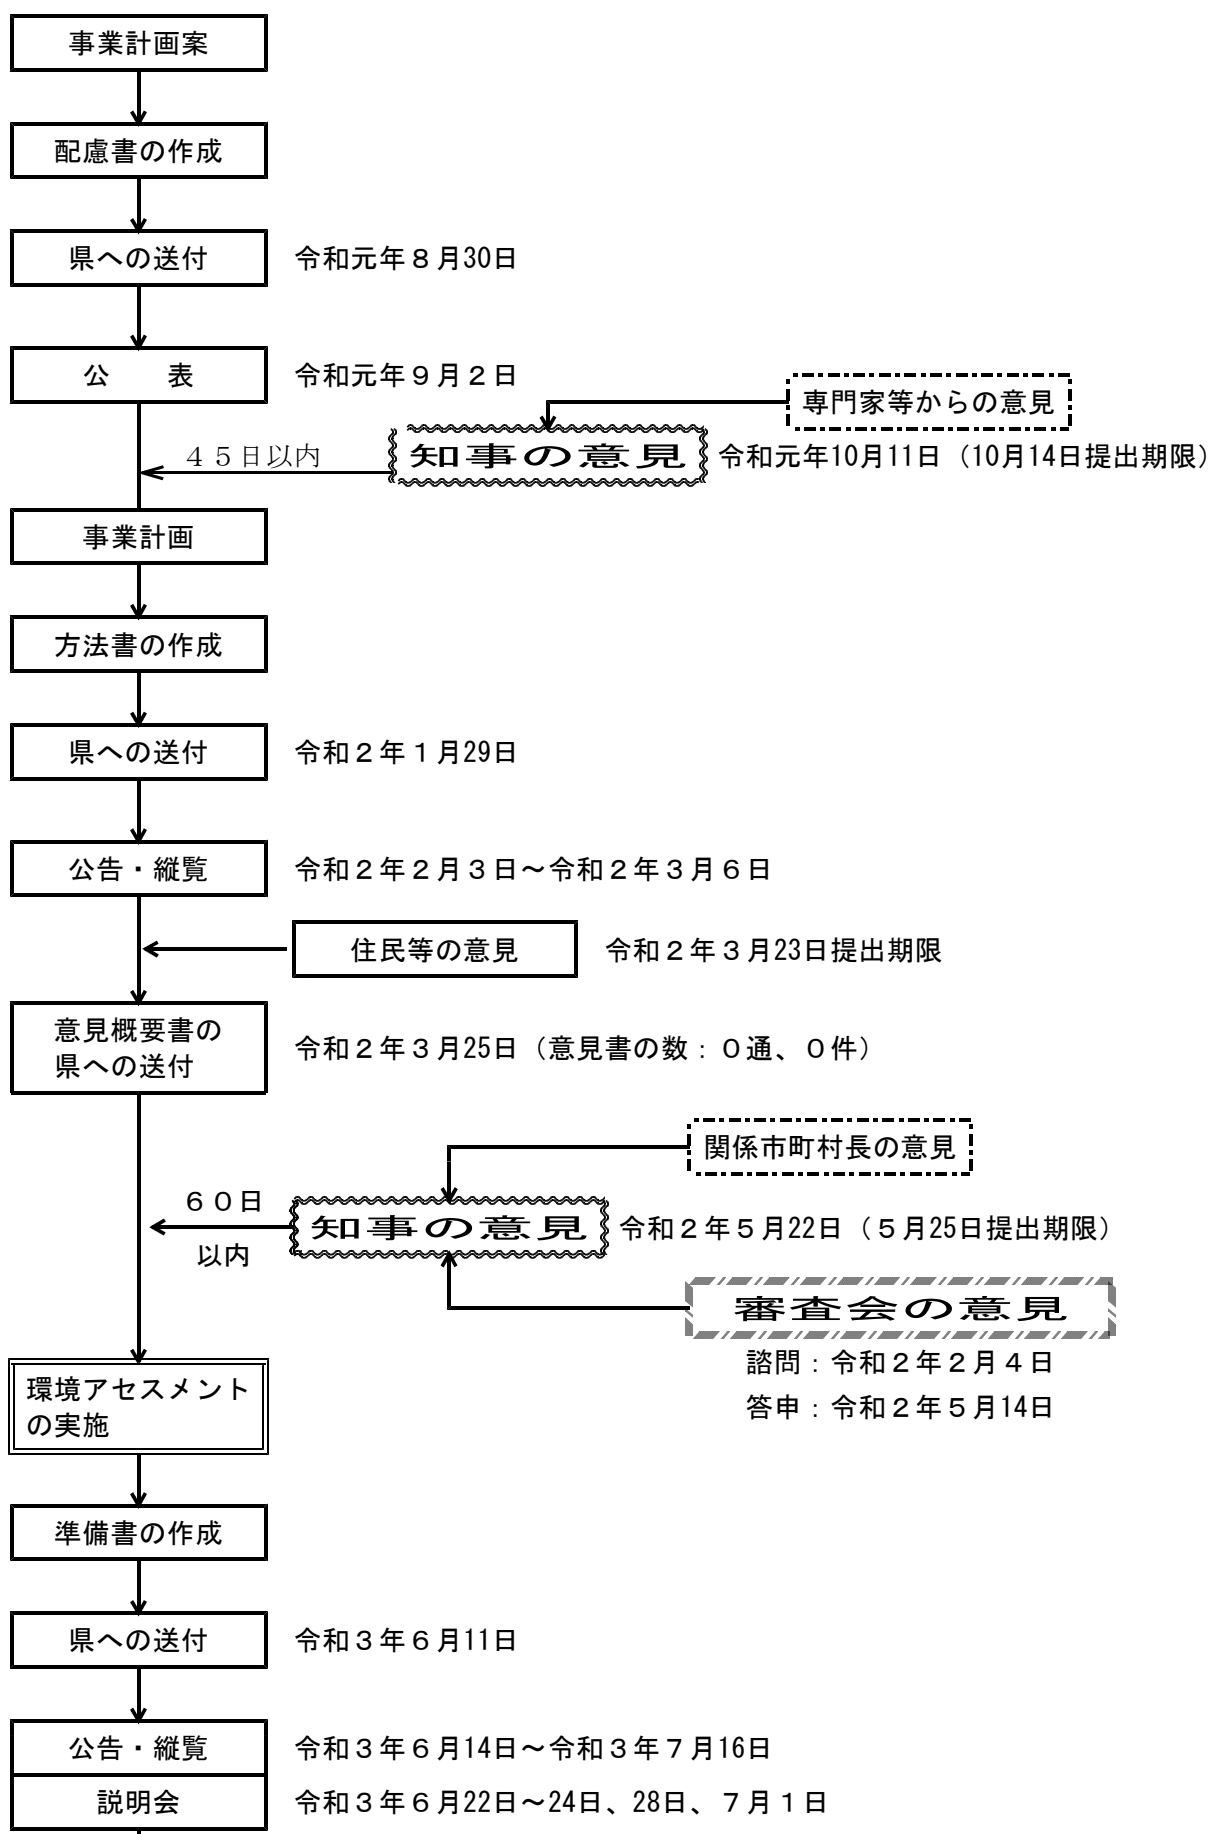 事業計画案
配慮書の作成
県への送付 令和元年８月30日
公　　表 令和元年９月２日
専門家等からの意見
４５日以内 知事の意見 令和元年10月11日（10月14日提出期限）
事業計画
方法書の作成
県への送付 令和２年１月29日
公告・縦覧 令和２年２月３日～令和２年３月６日
住民等の意見 令和２年３月23日提出期限
意見概要書の
県への送付 令和２年３月25日（意見書の数：０通、０件）
関係市町村長の意見
６０日
以内
知事の意見 令和２年５月22日（５月25日提出期限）
審査会の意見
諮問：令和２年２月４日
答申：令和２年５月14日
環境アセスメント
の実施
準備書の作成
県への送付 令和３年６月11日
公告・縦覧 令和３年６月14日～令和３年７月16日
説明会 令和３年６月22日～24日、28日、７月１日